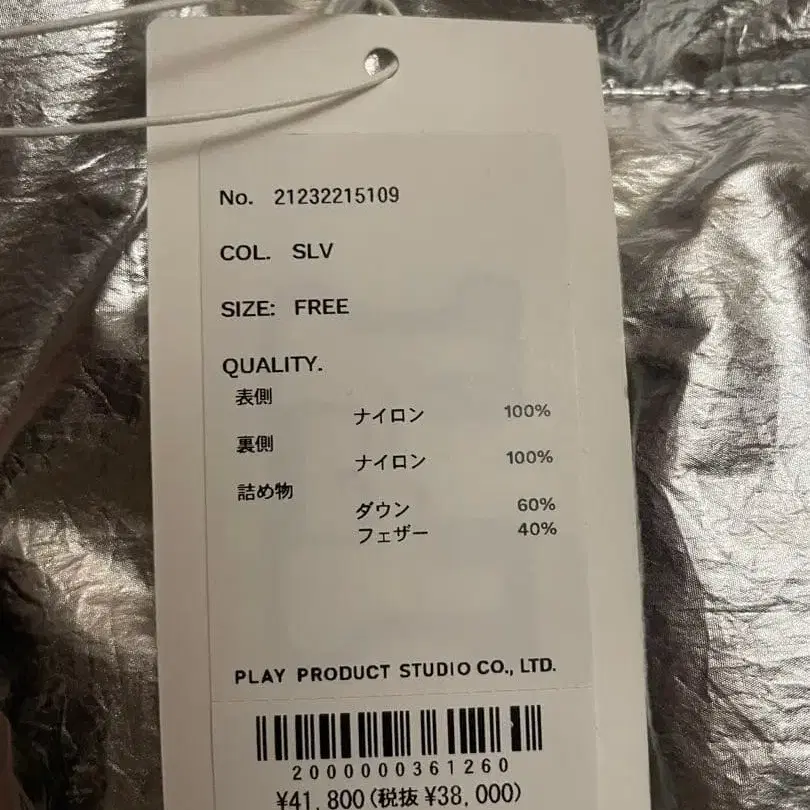 No. 21232215109
COL. SLV
SIZE: FREE
QUALITY.
表側
ナイロン 100%
裏側
ナイロン 100%
詰め物
ダウン 60%
フェザー 40%
PLAY PRODUCT STUDIO CO., LTD.
2000000361260
¥41,800(税抜 ¥38,000)